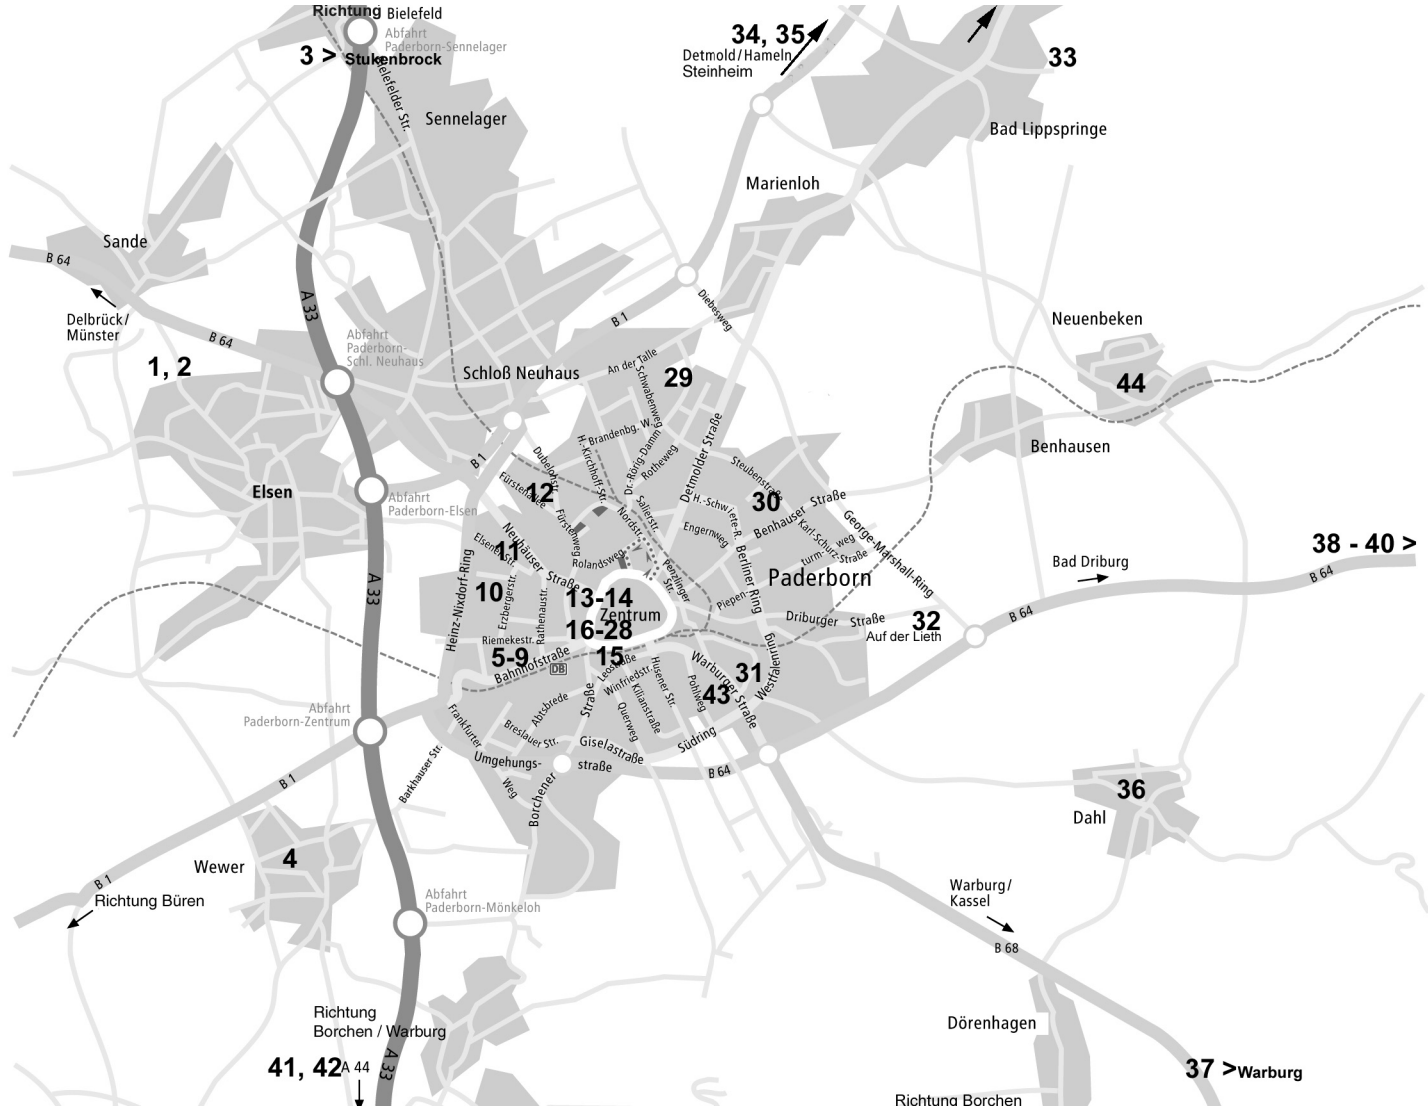 Richtung Bielefeld
Abfahrt
Paderborn-Sennelager
3 > Stukenbrock
Bielefelder Str.
Sennelager
34, 35
Detmold/Hameln
Steinheim
33
Bad Lippspringe
Marienloh
Sande
B 64
Delbrück/
Münster
B 64
A 33
Abfahrt
Paderborn-
Schl. Neuhaus
1, 2
B 1
Diebesweg
Neuenbeken
44
Benhausen
Schloß Neuhaus
An der Talle
29
Schwabenweg
Brandenbg. W.
H.-Kirchhoff-Str.
Dr.-Rörig-Damm
Rotheweg
Detmolder Straße
Steubenstraße
30
B 1
Dubelohstr.
Fürstenallee
12
Fürstenweg
Nordstr.
Salierstr.
H.-Schwiete-R.
Engernweg
Benhauser Straße
Karl-Schurz-Straße
turm-
weg
Piepen-
George-Marshall-Ring
Elsen
Abfahrt
Paderborn-Elsen
Neuhäuser Straße
Elsener Str.
11
Rolandsweg
Penzlinger
Str.
Berliner Ring
Paderborn
Bad Driburg
38 - 40 >
B 64
B 64
A 33
Heinz-Nixdorf-Ring
10
Erzbergerstr.
Rathenaustr.
13-14
Zentrum
16-28
15
Driburger Straße
32
Auf der Lieth
Riemekestr.
5-9
Bahnhofstraße
DB
Leostraße
Winfriedstr.
Husener Str.
Kilianstraße
Querweg
Pohlweg
Warburger Straße
43
31
Westfalenring
Abfahrt
Paderborn-Zentrum
Frankfurter
Weg
Abtsbrede
Breslauer Str.
Straße
Borchener
Giselastraße
Umgehungs-
straße
Südring
B 64
Barkhauser Str.
B 1
36
Dahl
4
Wewer
B 1
Richtung Büren
Abfahrt
Paderborn-Mönkeloh
Warburg/
Kassel
B 68
Richtung
Borchen / Warburg
41, 42
A 44
A 33
Dörenhagen
37 > Warburg
Richtung Borchen